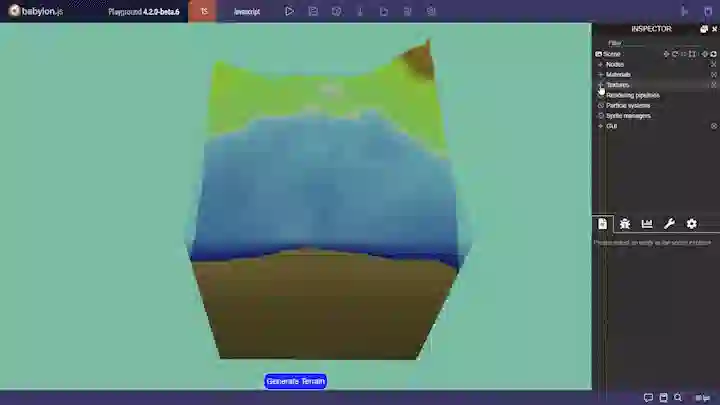 babylon.js Playground 4.2.0-beta.6 TS Javascript
INSPECTOR
Filter
Scene
Nodes
Materials
Textures
Rendering pipelines
Particle systems
Sprite managers
GUI
Please select an entity in the scene explorer.
Generate Terrain